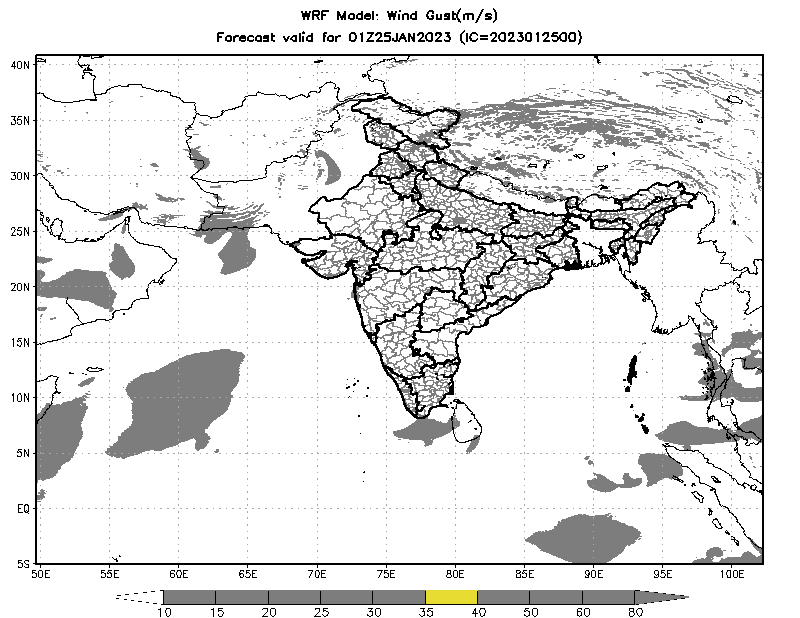 WRF Model: Wind Gust(m/s)
Forecast valid for 01Z25JAN2023 (IC=2023012500)
40N
35N
30N
25N
20N
15N
10N
5N
EQ
5S
50E 55E 60E 65E 70E 75E 80E 85E 90E 95E 100E
10 15 20 25 30 35 40 50 60 80